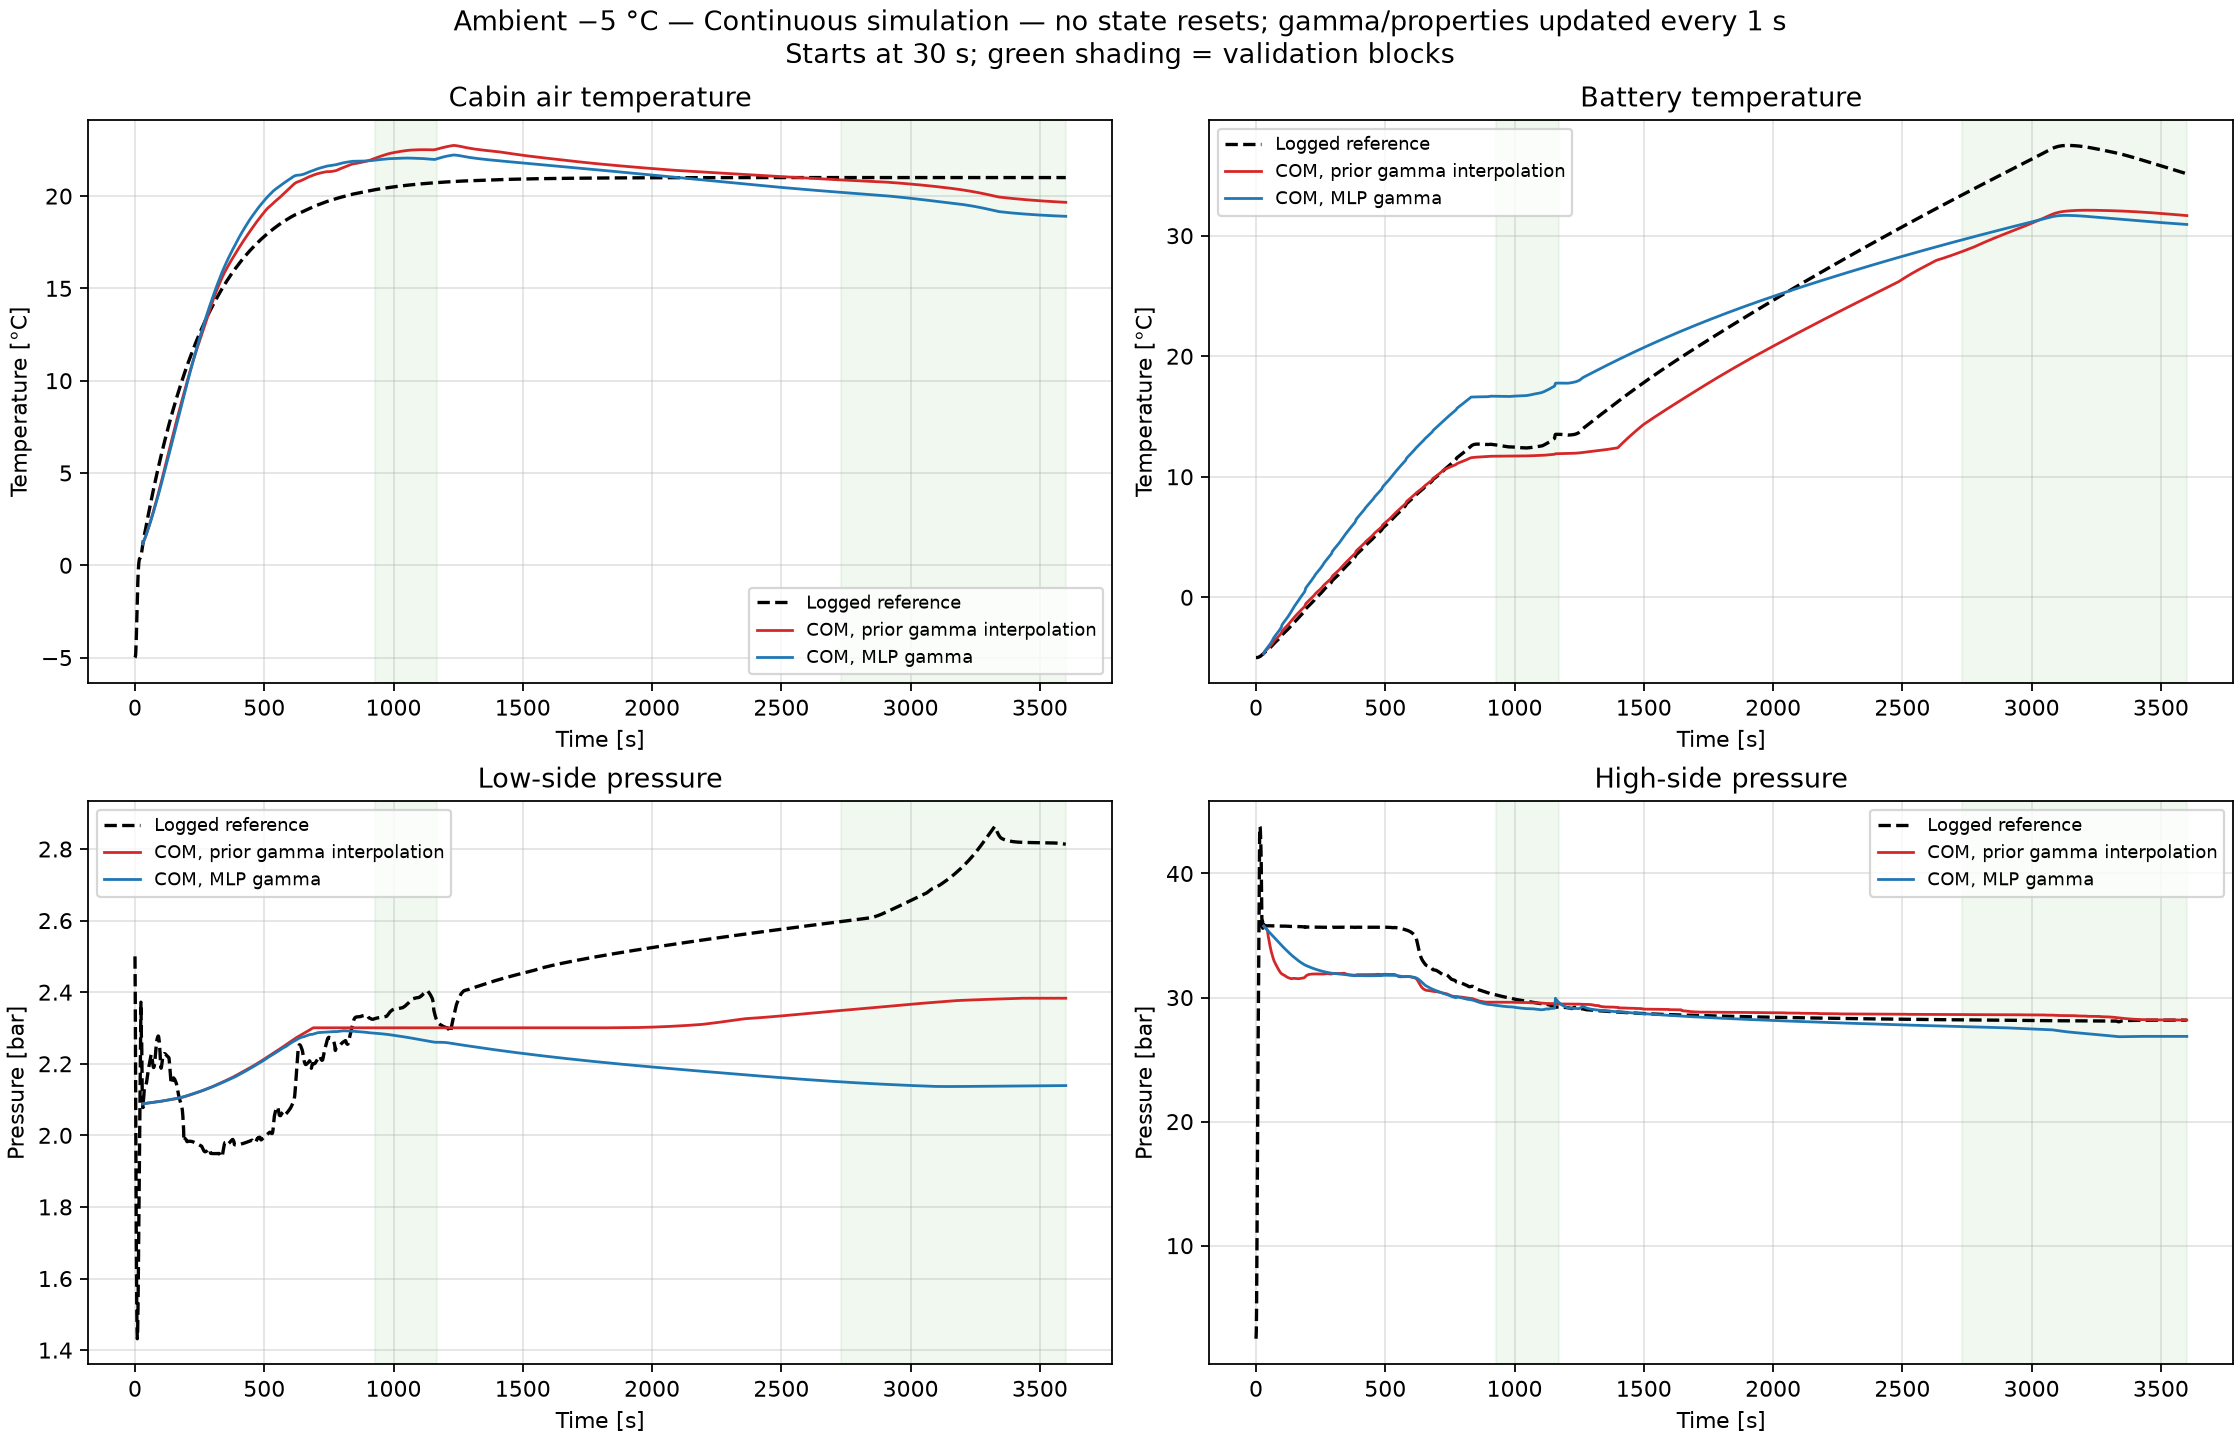 Ambient −5 °C — Continuous simulation — no state resets; gamma/properties updated every 1 s
Starts at 30 s; green shading = validation blocks
Cabin air temperature
Temperature [°C]
20
15
10
5
0
−5
Logged reference
COM, prior gamma interpolation
COM, MLP gamma
0 500 1000 1500 2000 2500 3000 3500
Time [s]
Battery temperature
Temperature [°C]
30
20
10
0
Logged reference
COM, prior gamma interpolation
COM, MLP gamma
0 500 1000 1500 2000 2500 3000 3500
Time [s]
Low-side pressure
Pressure [bar]
2.8
2.6
2.4
2.2
2.0
1.8
1.6
1.4
Logged reference
COM, prior gamma interpolation
COM, MLP gamma
0 500 1000 1500 2000 2500 3000 3500
Time [s]
High-side pressure
Pressure [bar]
40
30
20
10
Logged reference
COM, prior gamma interpolation
COM, MLP gamma
0 500 1000 1500 2000 2500 3000 3500
Time [s]